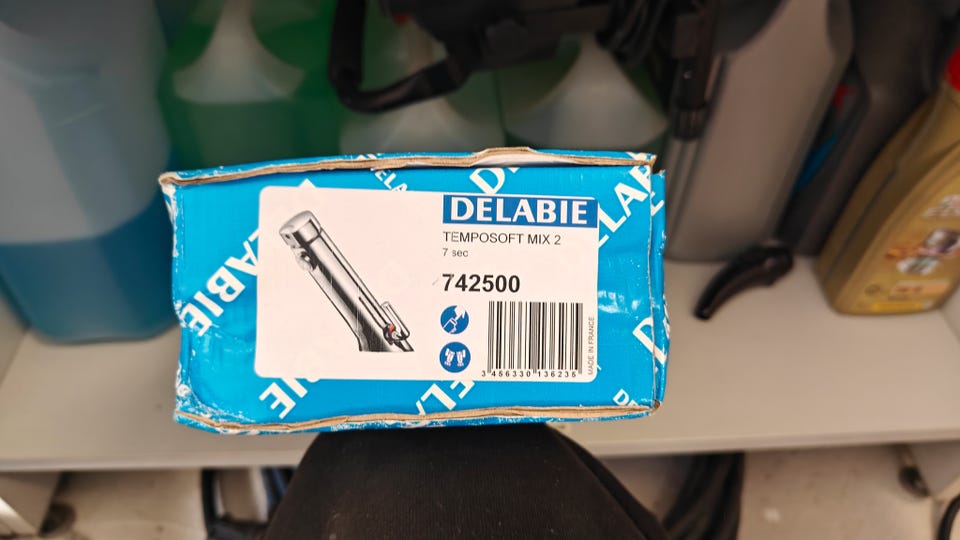 DELABIE
TEMPOSOFT MIX 2
7 sec
742500
3 456330 136235
MADE IN FRANCE